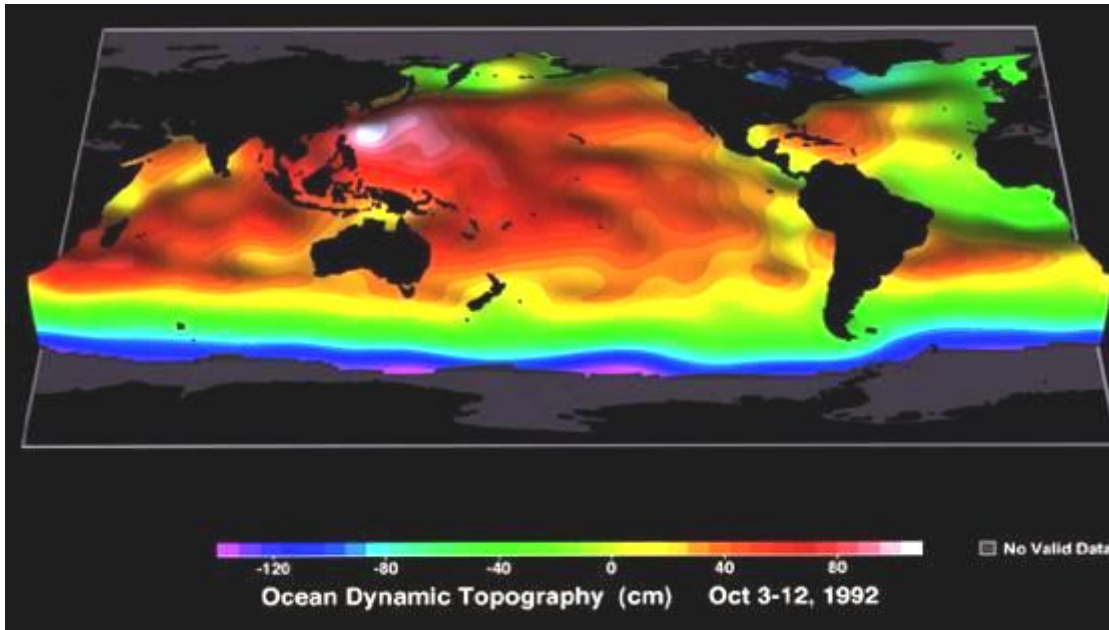 -120 -80 -40 0 40 80
No Valid Data
Ocean Dynamic Topography (cm) Oct 3-12, 1992